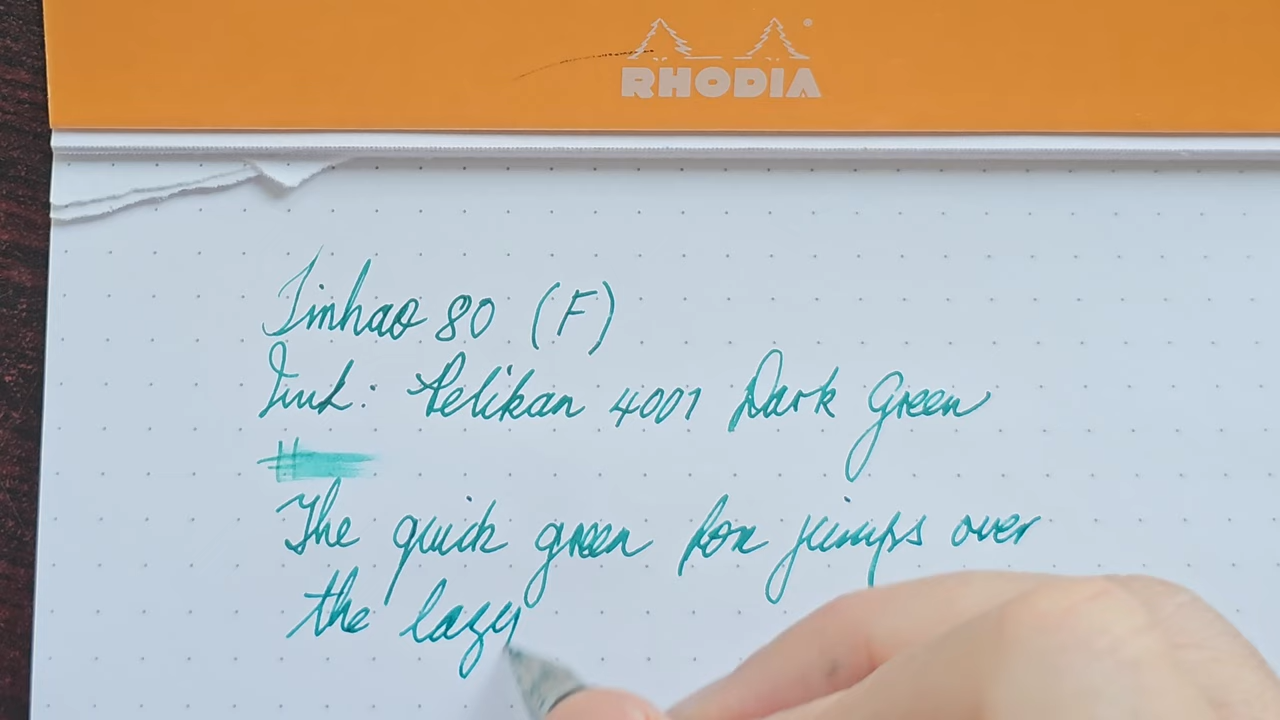 RHODIA
Jinhao 80 (F)
Ink: Pelikan 4001 Dark Green
The quick green fox jumps over
the lazy